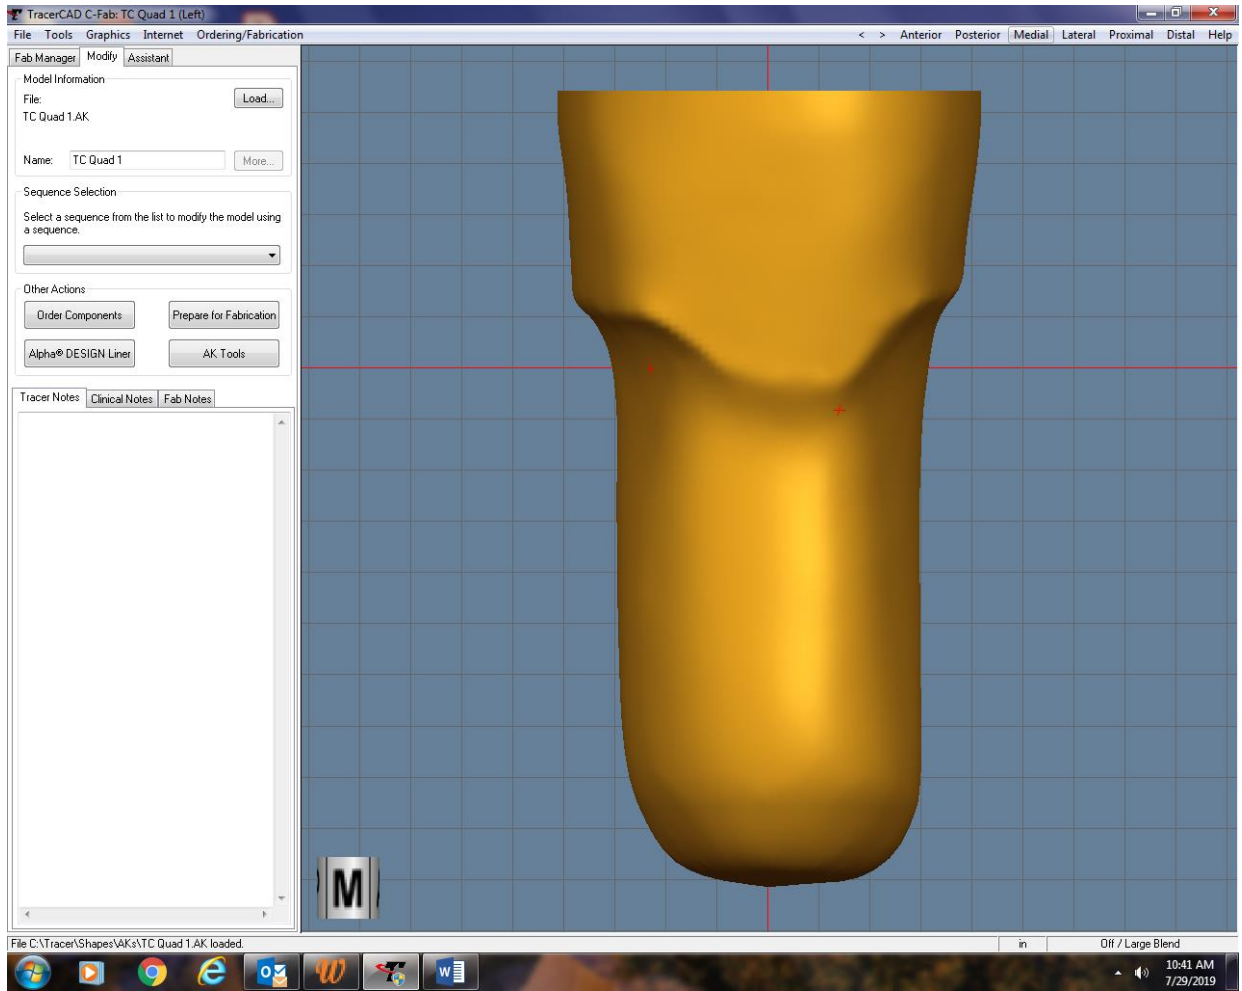 TracerCAD C-Fab: TC Quad 1 (Left)
File Tools Graphics Internet Ordering/Fabrication < > Anterior Posterior Medial Lateral Proximal Distal Help
Fab Manager Modify Assistant
Model Information
File: Load...
TC Quad 1.AK
Name: TC Quad 1 More...
Sequence Selection
Select a sequence from the list to modify the model using
a sequence.
Other Actions
Order Components Prepare for Fabrication
Alpha® DESIGN Liner AK Tools
Tracer Notes Clinical Notes Fab Notes
M
File C:\Tracer\Shapes\AKs\TC Quad 1.AK loaded. in Off / Large Blend
10:41 AM
7/29/2019